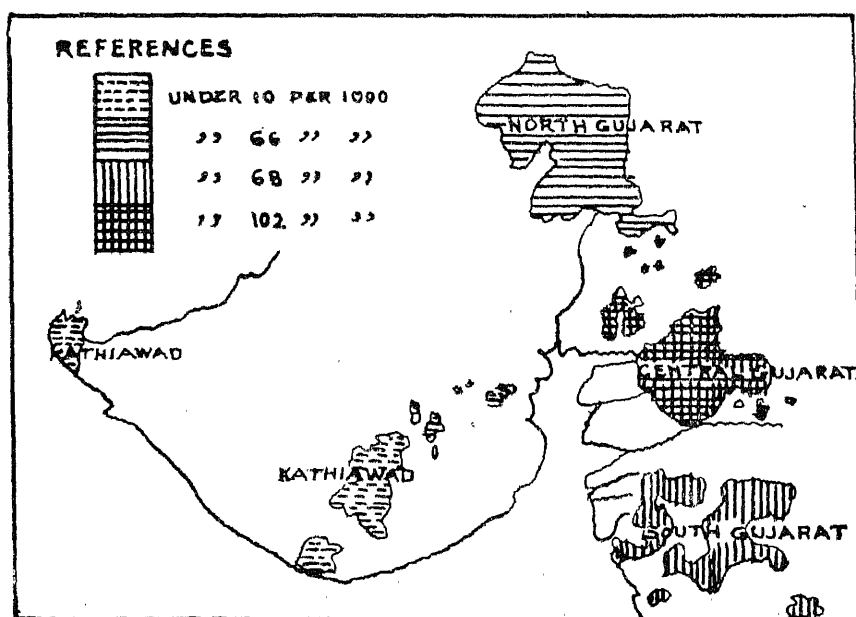 REFERENCES
UNDER 10 PER 1000
,, 66 ,, ,,
,, 68 ,, ,,
,, 102 ,, ,,
NORTH GUJARAT
KATHIAWAD
CENTRAL GUJARAT
KATHIAWAD
SOUTH GUJARAT